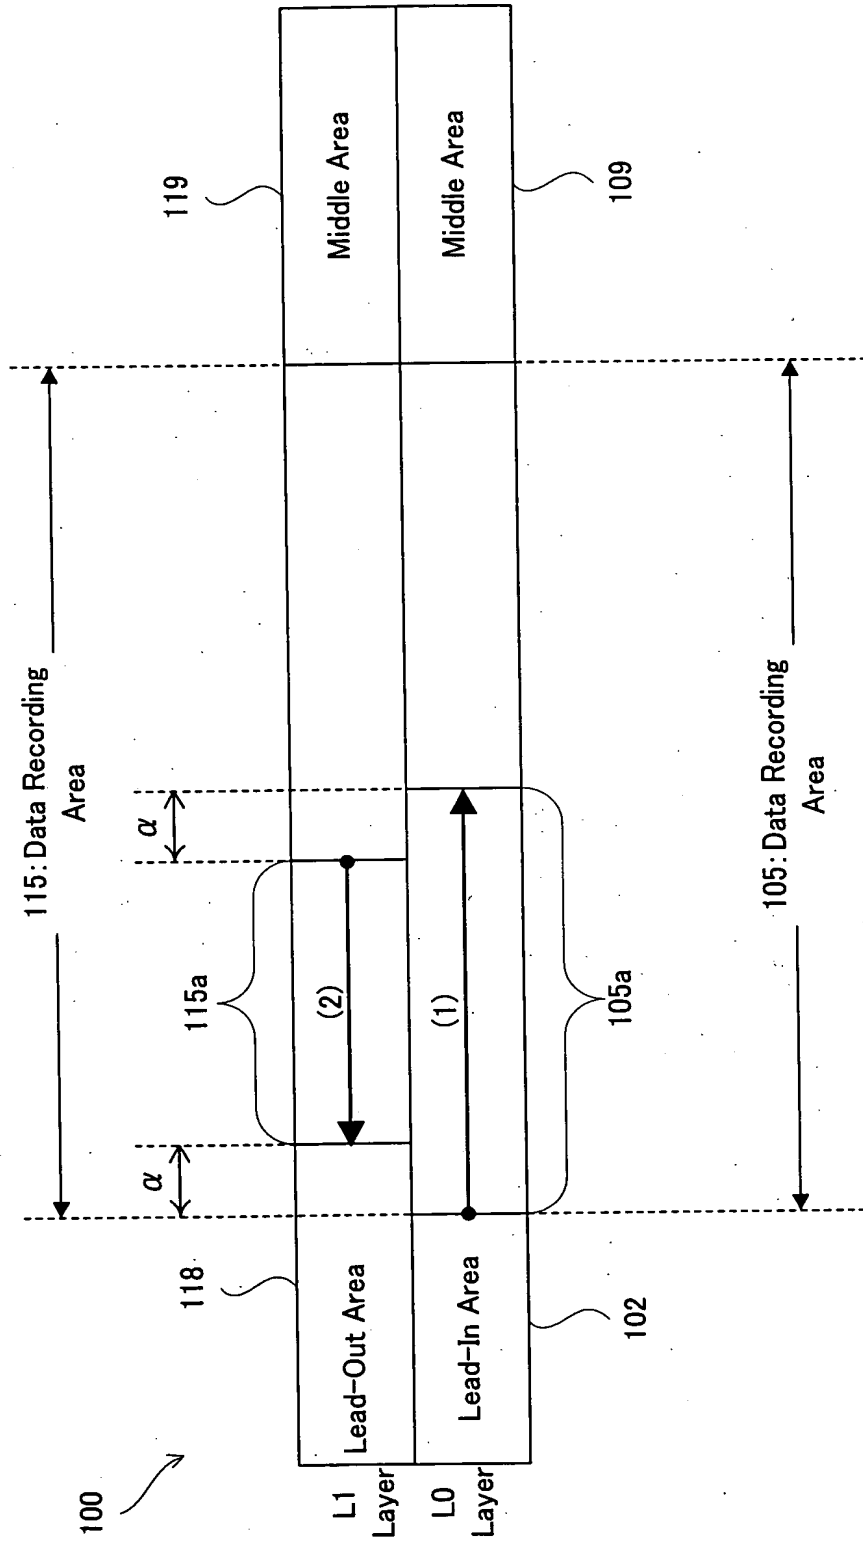 100
115: Data Recording
Area
α
α
115a
118
119
L1
Layer
Lead-Out Area
(2)
Middle Area
L0
Layer
Lead-In Area
(1)
Middle Area
102
105a
109
105: Data Recording
Area